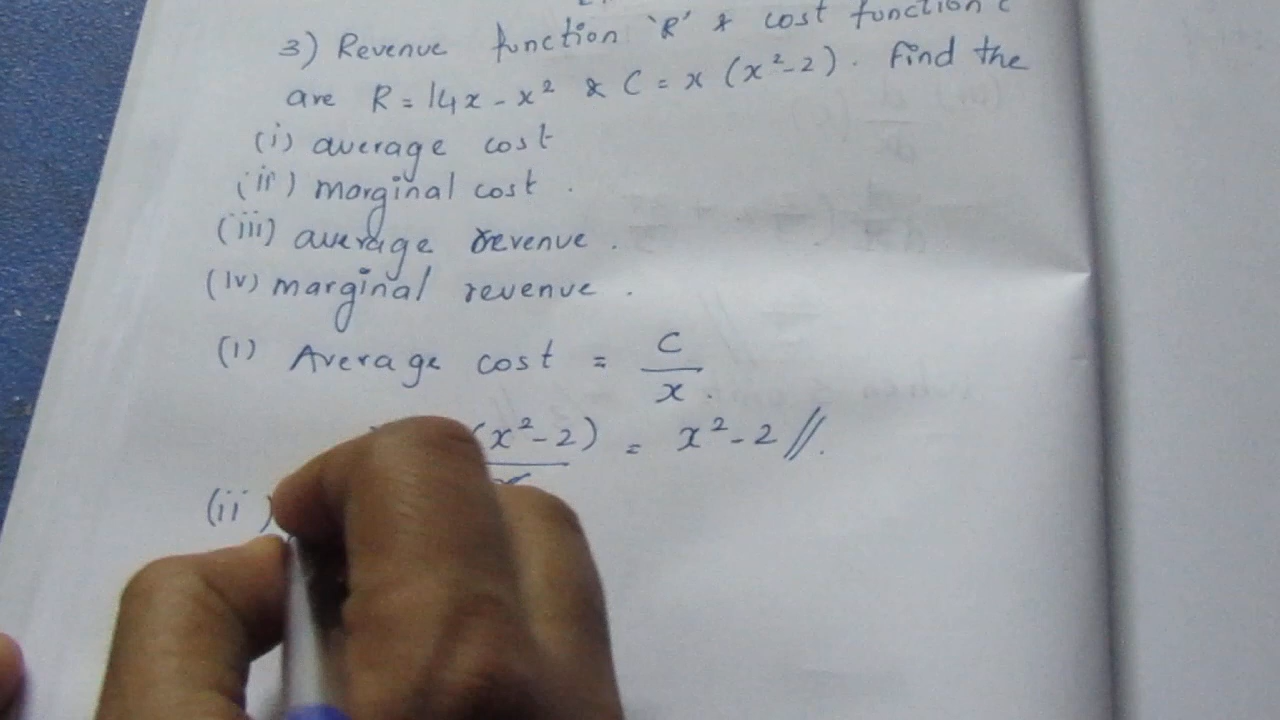 3) Revenue function 'R' & cost function C
are R = 14x - x² & C = x (x²-2). Find the
(i) average cost
(ii) marginal cost.
(iii) average revenue.
(iv) marginal revenue.
(i) Average cost = C/x.
(x²-2)/x = x²-2 //.
(ii)